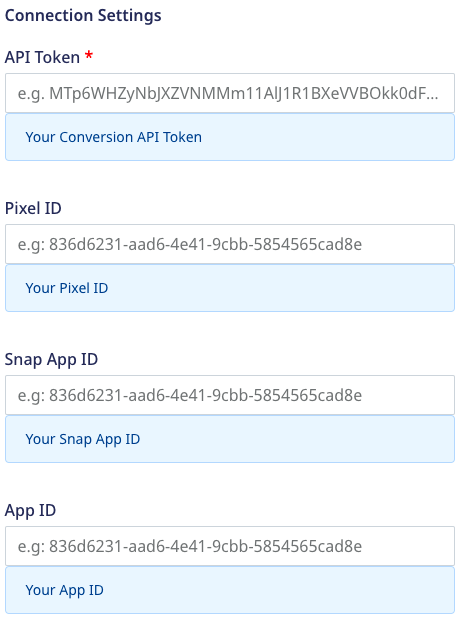 Connection Settings
API Token *
e.g. MTp6WHZyNbJXZVNMMm11AlJ1R1BXeVVBOkk0dF...
Your Conversion API Token
Pixel ID
e.g: 836d6231-aad6-4e41-9cbb-5854565cad8e
Your Pixel ID
Snap App ID
e.g: 836d6231-aad6-4e41-9cbb-5854565cad8e
Your Snap App ID
App ID
e.g: 836d6231-aad6-4e41-9cbb-5854565cad8e
Your App ID